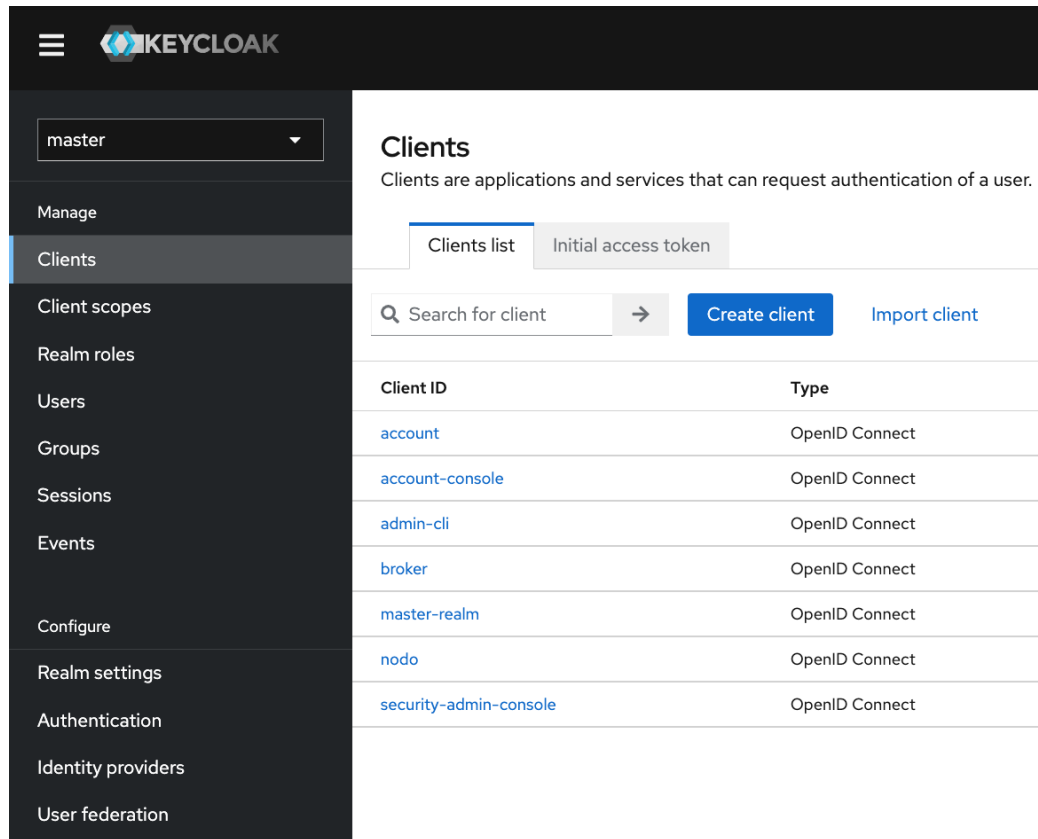 KEYCLOAK
master
Manage
Clients
Client scopes
Realm roles
Users
Groups
Sessions
Events
Configure
Realm settings
Authentication
Identity providers
User federation
Clients
Clients are applications and services that can request authentication of a user.
Clients list Initial access token
Search for client Create client Import client
Client ID Type
account OpenID Connect
account-console OpenID Connect
admin-cli OpenID Connect
broker OpenID Connect
master-realm OpenID Connect
nodo OpenID Connect
security-admin-console OpenID Connect